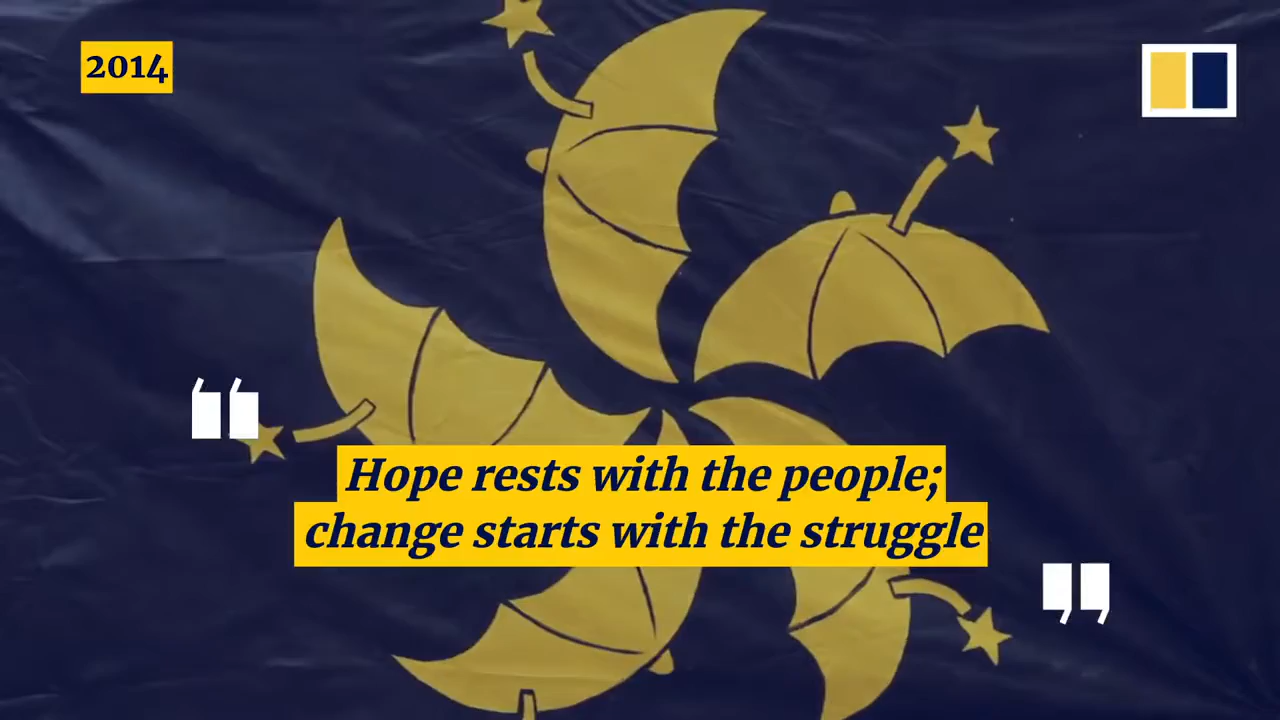 2014
“
Hope rests with the people;
change starts with the struggle
”